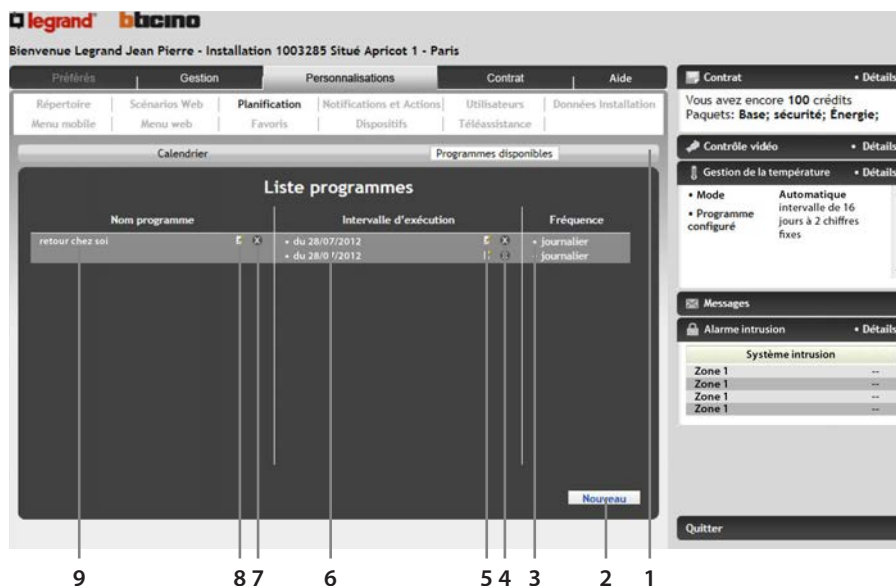 legrand bticino
Bienvenue Legrand Jean Pierre - Installation 1003285 Situé Apricot 1 - Paris
Préférés Gestion Personnalisations Contrat Aide
Répertoire Scénarios Web Planification Notifications et Actions Utilisateurs Données Installation
Menu mobile Menu web Favoris Dispositifs Téléassistance
Calendrier Programmes disponibles
Liste programmes
Nom programme Intervalle d'exécution Fréquence
retour chez soi • du 28/07/2012 • journalier
• du 28/07/2012 • journalier
Nouveau
Contrat • Détails
Vous avez encore 100 crédits
Paquets: Base; sécurité; Énergie;
Contrôle vidéo • Détails
Gestion de la température • Détails
• Mode Automatique
intervalle de 16
• Programme jours à 2 chiffres
configuré fixes
Messages
Alarme intrusion • Détails
Système intrusion
Zone 1 --
Zone 1 --
Zone 1 --
Zone 1 --
Quitter
9 8 7 6 5 4 3 2 1